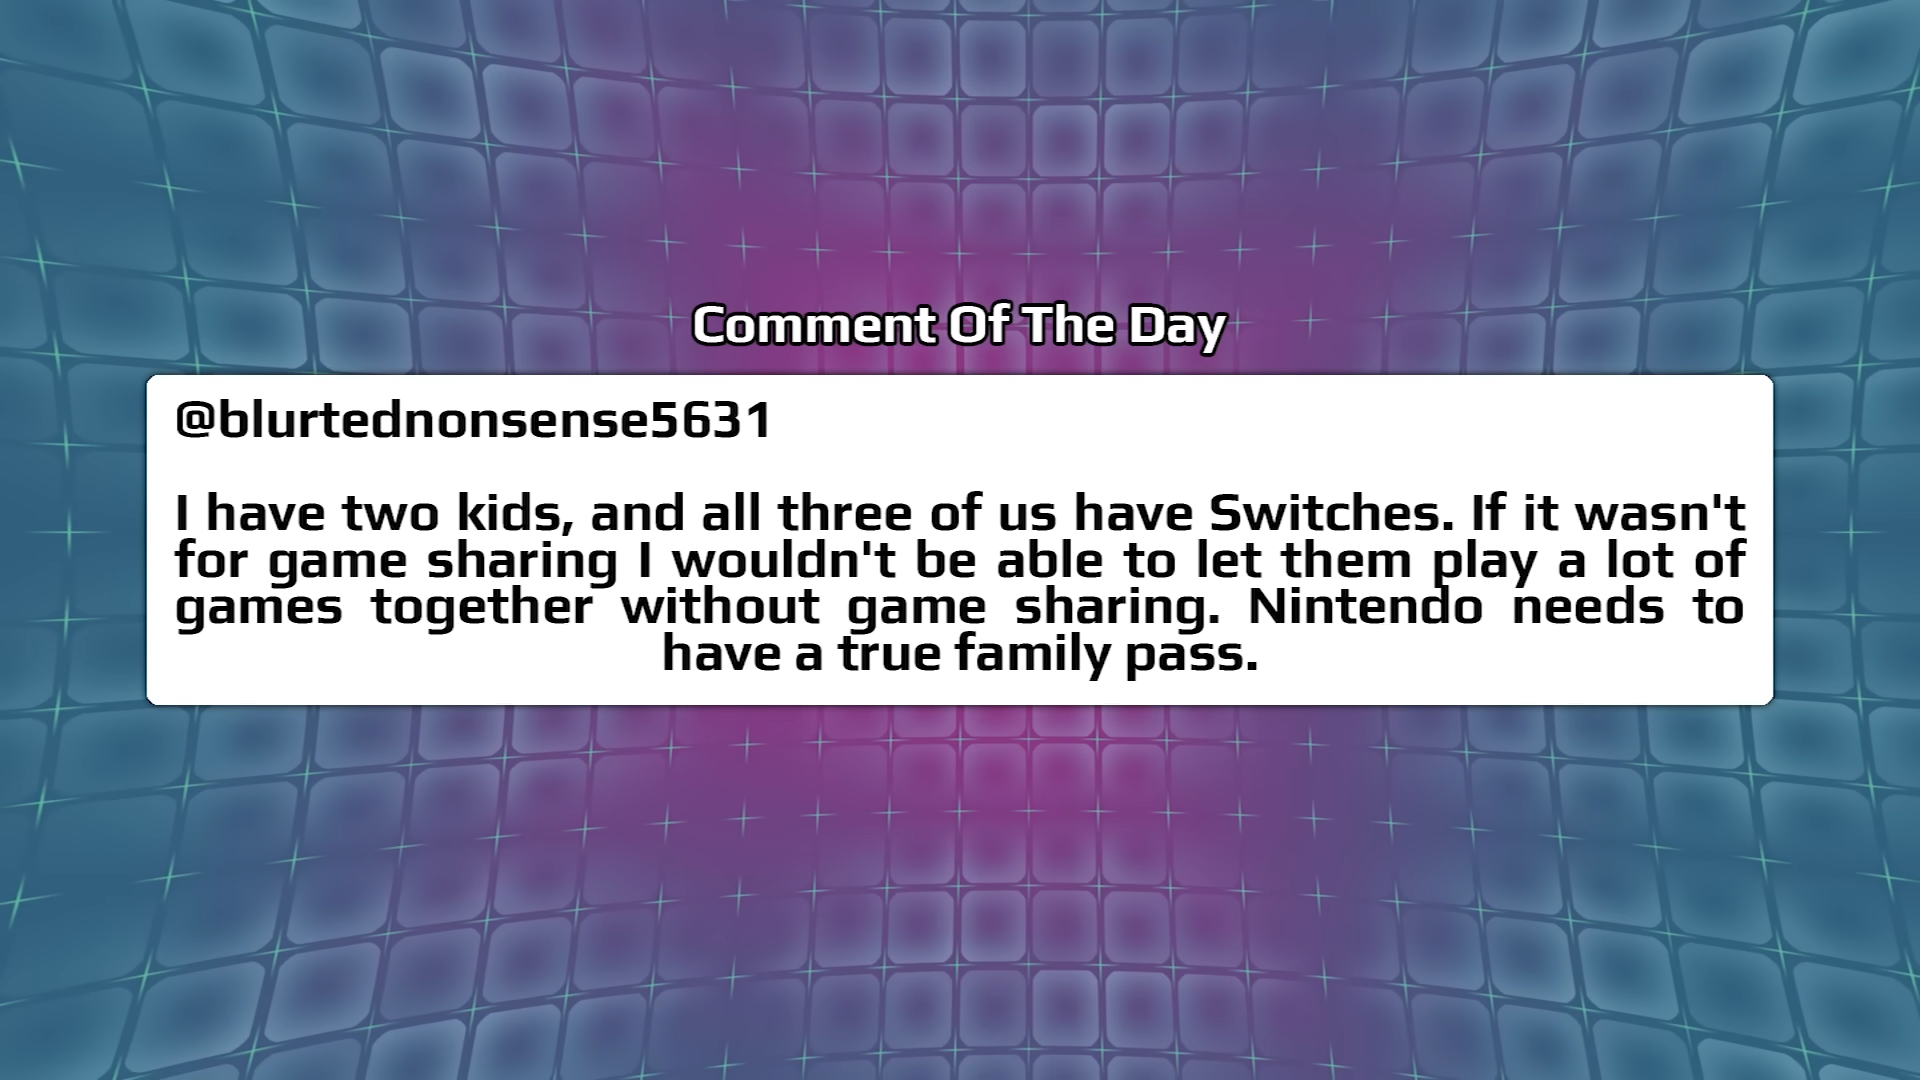 Comment Of The Day
@blurtednonsense5631
I have two kids, and all three of us have Switches. If it wasn't
for game sharing I wouldn't be able to let them play a lot of
games together without game sharing. Nintendo needs to
have a true family pass.